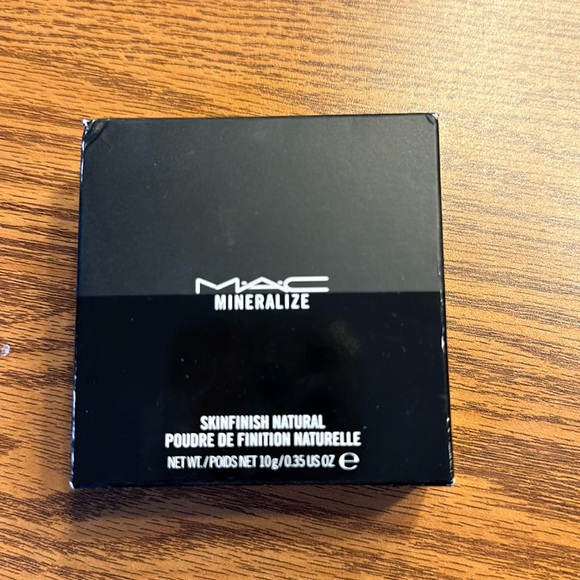 M·A·C
MINERALIZE
SKINFINISH NATURAL
POUDRE DE FINITION NATURELLE
NET WT./POIDS NET 10g/0.35 US OZ ℮